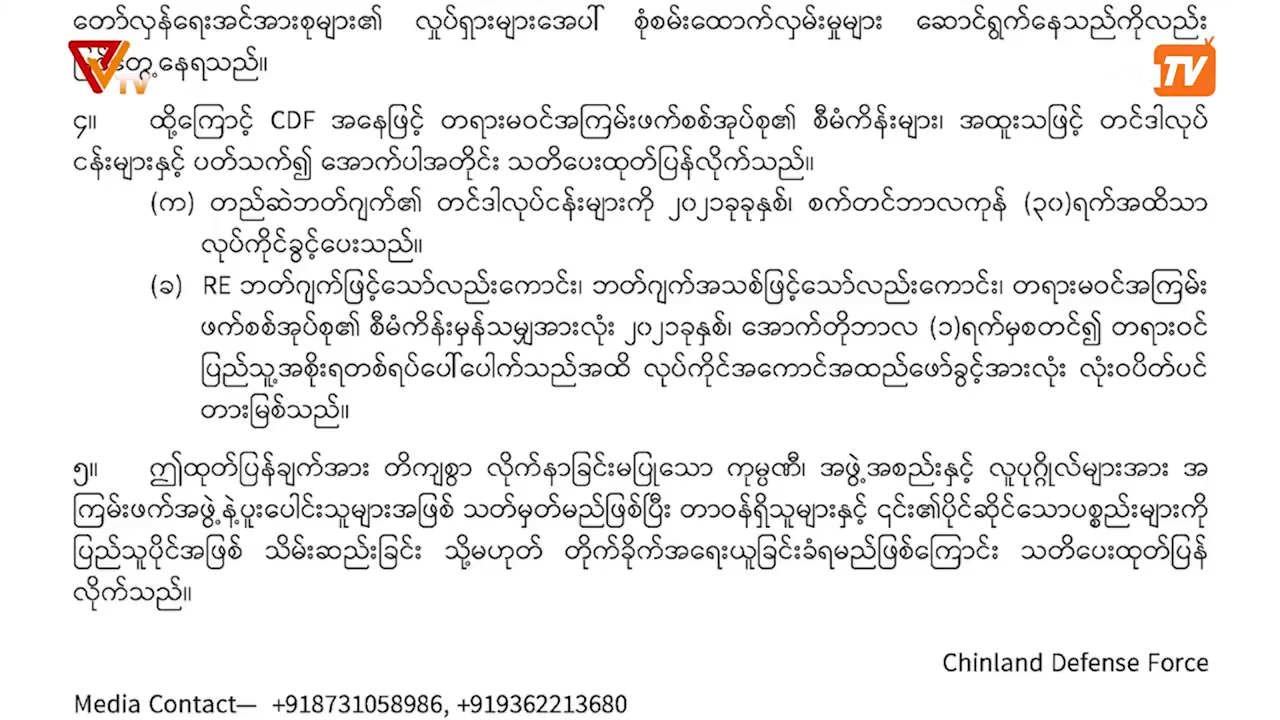 တော်လှန်ရေးအင်အားစုများ၏ လှုပ်ရှားများအေပါ် စုံစမ်းထောက်လှမ်းမှုများ ဆောင်ရွက်နေသည်ကိုလည်း
တွေ့နေရသည်။
TV
TV
၄။ ထို့ကြောင့် CDF အနေဖြင့် တရားမဝင်အကြမ်းဖက်စစ်အုပ်စု၏ စီမံကိန်းများ၊ အထူးသဖြင့် တင်ဒါလုပ်
ငန်းများနှင့် ပတ်သက်၍ အောက်ပါအတိုင်း သတိပေးထုတ်ပြန်လိုက်သည်။
(က) တည်ဆဲဘတ်ဂျက်၏ တင်ဒါလုပ်ငန်းများကို ၂၀၂၁ခုခုနှစ်၊ စက်တင်ဘာလကုန် (၃၀)ရက်အထိသာ
လုပ်ကိုင်ခွင့်ပေးသည်။
(ခ) RE ဘတ်ဂျက်ဖြင့်သော်လည်းကောင်း၊ ဘတ်ဂျက်အသစ်ဖြင့်သော်လည်းကောင်း၊ တရားမဝင်အကြမ်း
ဖက်စစ်အုပ်စု၏ စီမံကိန်းမှန်သမျှအားလုံး ၂၀၂၁ခုနှစ်၊ အောက်တိုဘာလ (၁)ရက်မှစတင်၍ တရားဝင်
ပြည်သူ့အစိုးရတစ်ရပ်ပေါ်ပေါက်သည်အထိ လုပ်ကိုင်အကောင်အထည်ဖော်ခွင့်အားလုံး လုံးဝပိတ်ပင်
တားမြစ်သည်။
၅။ ဤထုတ်ပြန်ချက်အား တိကျစွာ လိုက်နာခြင်းမပြုသော ကုမ္ပဏီ၊ အဖွဲ့အစည်းနှင့် လူပုဂ္ဂိုလ်များအား အ
ကြမ်းဖက်အဖွဲ့နဲ့ပူးပေါင်းသူများအဖြစ် သတ်မှတ်မည်ဖြစ်ပြီး တာဝန်ရှိသူများနှင့် ၎င်း၏ပိုင်ဆိုင်သောပစ္စည်းများကို
ပြည်သူပိုင်အဖြစ် သိမ်းဆည်းခြင်း သို့မဟုတ် တိုက်ခိုက်အရေးယူခြင်းခံရမည်ဖြစ်ကြောင်း သတိပေးထုတ်ပြန်
လိုက်သည်။
Chinland Defense Force
Media Contact— +918731058986, +919362213680